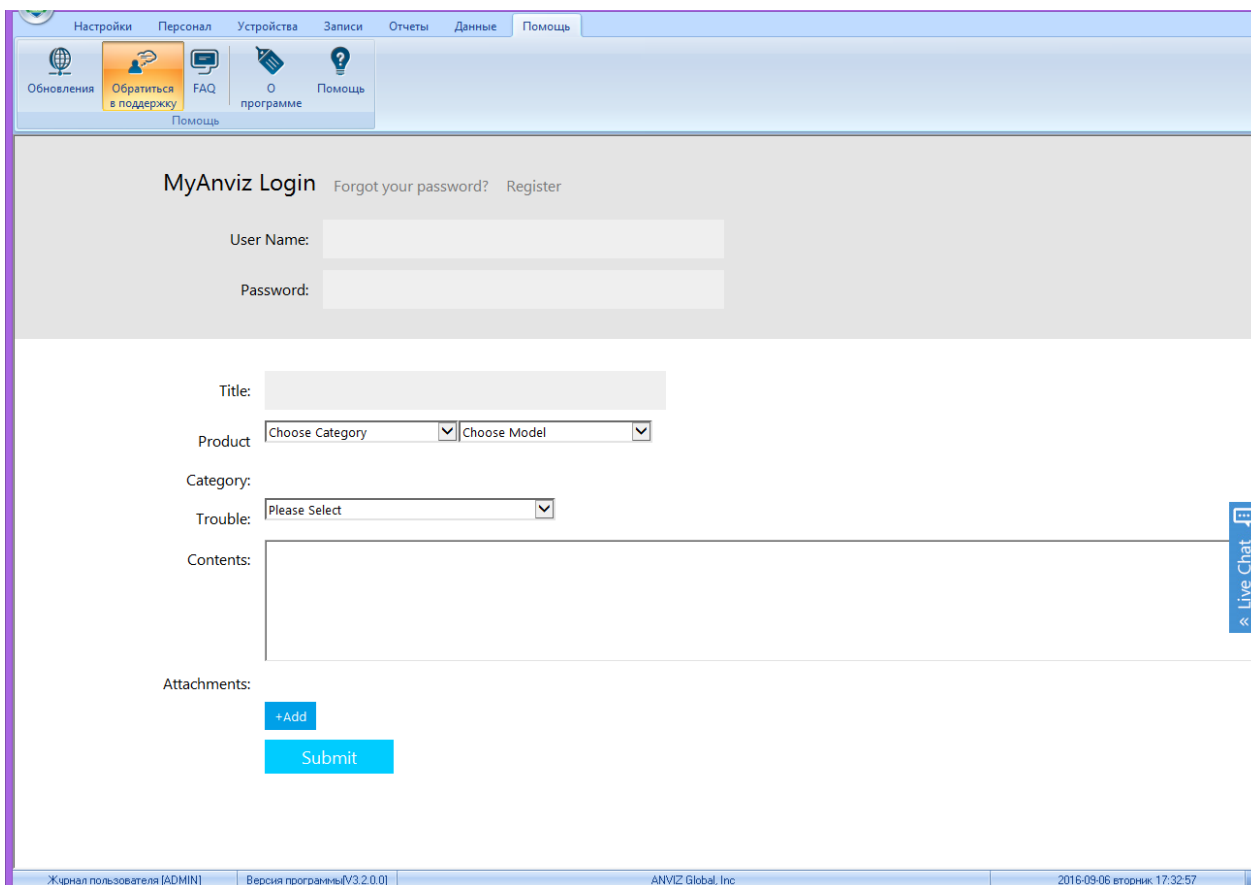 Настройки Персонал Устройства Записи Отчеты Данные Помощь
Обновления Обратиться в поддержку FAQ О программе Помощь
Помощь
MyAnviz Login Forgot your password? Register
User Name:
Password:
Title:
Product Choose Category Choose Model
Category:
Trouble: Please Select
Contents:
« Live Chat
Attachments:
+Add
Submit
Журнал пользователя [ADMIN] Версия программы[V3.2.0.0] ANVIZ Global, Inc 2016-09-06 вторник 17:32:57